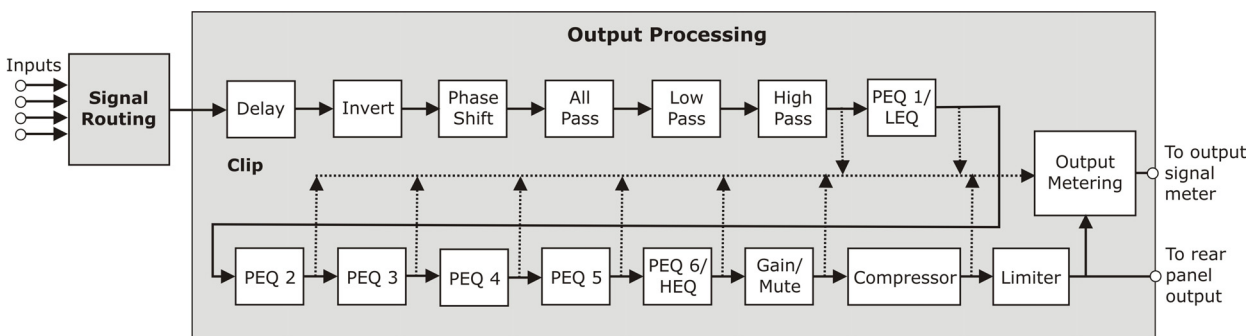 Output Processing
Inputs
Signal
Routing
Delay
Invert
Phase
Shift
All
Pass
Low
Pass
High
Pass
PEQ 1/
LEQ
Clip
Output
Metering
To output
signal
meter
PEQ 2
PEQ 3
PEQ 4
PEQ 5
PEQ 6/
HEQ
Gain/
Mute
Compressor
Limiter
To rear
panel
output